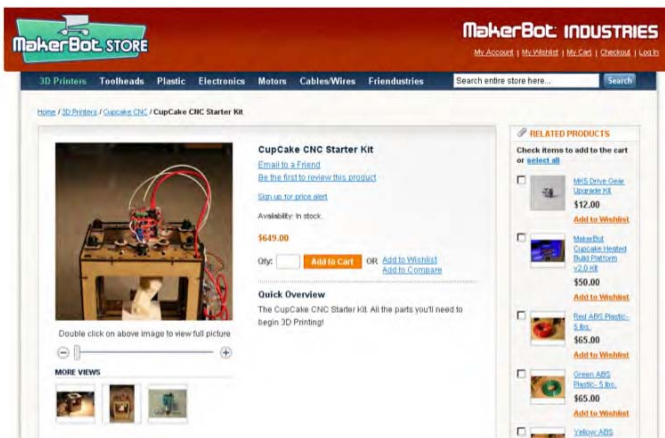 MakerBot STORE
MakerBot INDUSTRIES
My Account | My Wishlist | My Cart | Checkout | Log In
3D Printers Toolheads Plastic Electronics Motors Cables/Wires Friendustries
Search entire store here...
Search
Home / 3D Printers / Cupcake CNC / CupCake CNC Starter Kit
CupCake CNC Starter Kit
Email to a Friend
Be the first to review this product
Sign up for price alert
Availability: In stock.
$649.00
Qty:
Add to Cart
OR
Add to Wishlist
Add to Compare
Quick Overview
The CupCake CNC Starter Kit. All the parts you'll need to
begin 3D Printing!
Double click on above image to view full picture
MORE VIEWS
RELATED PRODUCTS
Check items to add to the cart
or select all
MK5 Drive Gear
Upgrade Kit
$12.00
Add to Wishlist
MakerBot
Cupcake Heated
Build Platform
v2.0 Kit
$50.00
Add to Wishlist
Red ABS Plastic-
5 lbs.
$65.00
Add to Wishlist
Green ABS
Plastic- 5 lbs.
$65.00
Add to Wishlist
Yellow ABS